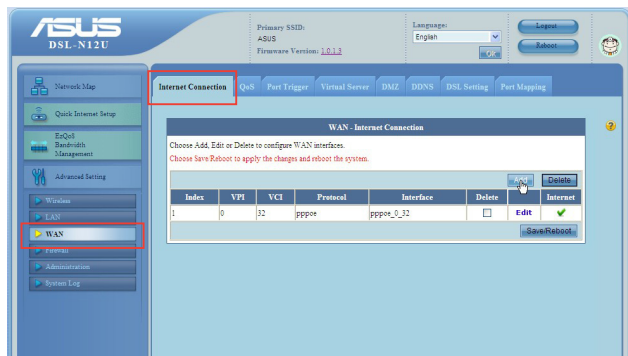 ASUS
DSL-N12U
Primary SSID:
ASUS
Firmware Version: 1.0.1.3
Language:
English
OK
Logout
Reboot
Network Map
Quick Internet Setup
EzQoS
Bandwidth
Management
Advanced Setting
Wireless
LAN
WAN
Firewall
Administration
System Log
Internet Connection QoS Port Trigger Virtual Server DMZ DDNS DSL Setting Port Mapping
WAN - Internet Connection
Choose Add, Edit or Delete to configure WAN interfaces.
Choose Save/Reboot to apply the changes and reboot the system.
Add Delete
Index VPI VCI Protocol Interface Delete Internet
1 0 32 pppoe pppoe_0_32 Edit
Save/Reboot